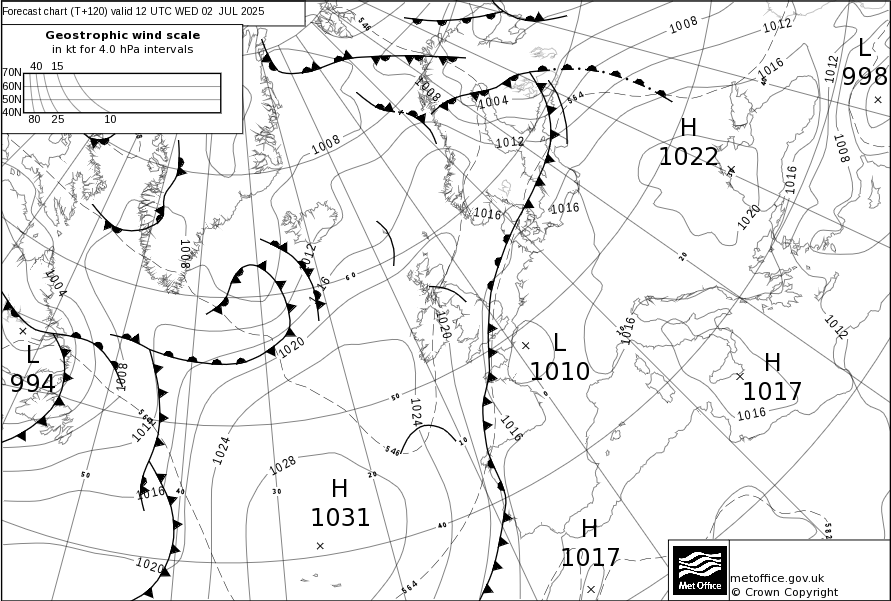 Forecast chart (T+120) valid 12 UTC WED 02 JUL 2025
Geostrophic wind scale
in kt for 4.0 hPa intervals
40 15
70N
60N
50N
40N
80 25 10
546
1008
1012
L
998
1012
1016
1008
1004
564
1008
1012
H
1022
1008
1016
1016
1016
1020
1008
1012
20
1004
60
16
1020
1016
1012
1020
L
994
L
1010
H
1017
1008
50
0
1024
1016
1012
1016
1024
546
10
1028
50
20
H
1031
1016
40
30
40
H
1017
582
1020
564
Met Office
metoffice.gov.uk
© Crown Copyright